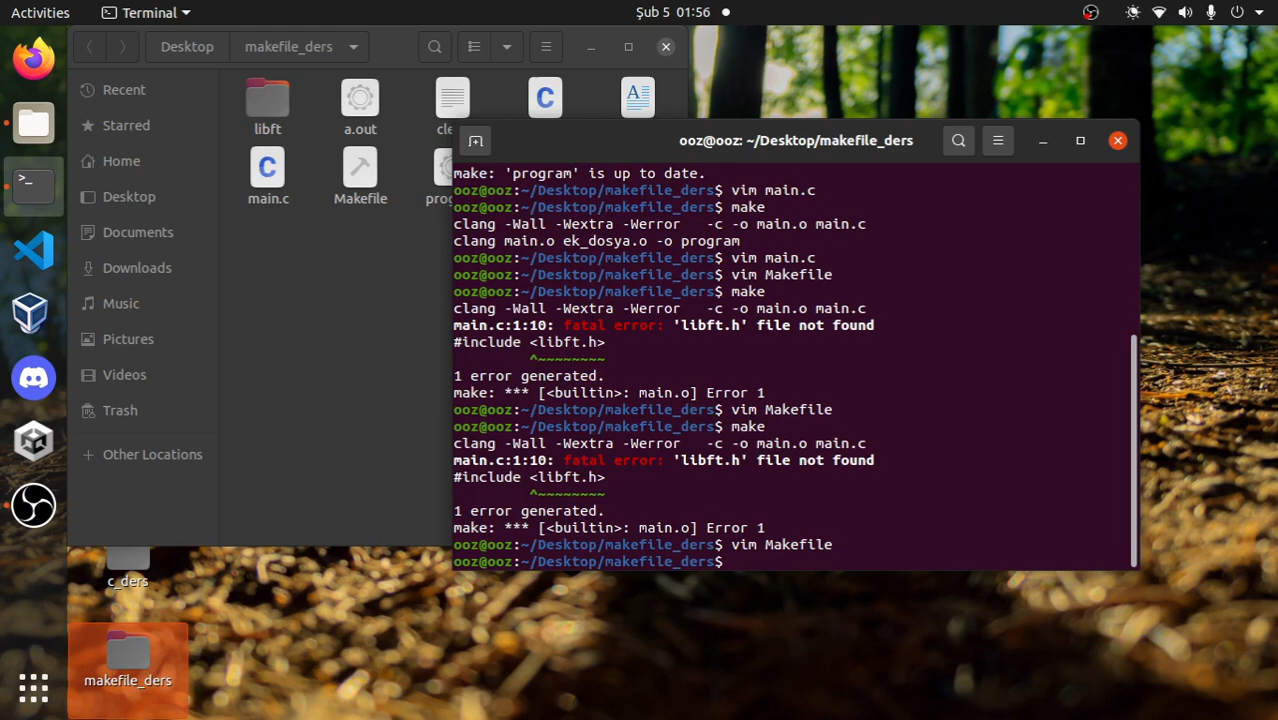 Activities
Terminal
Şub 5 01:56
Desktop
makefile_ders
Recent
Starred
Home
Desktop
Documents
Downloads
Music
Pictures
Videos
Trash
Other Locations
libft
a.out
cle
main.c
Makefile
prog
c_ders
makefile_ders
ooz@ooz: ~/Desktop/makefile_ders
make: 'program' is up to date.
ooz@ooz:~/Desktop/makefile_ders$ vim main.c
ooz@ooz:~/Desktop/makefile_ders$ make
clang -Wall -Wextra -Werror   -c -o main.o main.c
clang main.o ek_dosya.o -o program
ooz@ooz:~/Desktop/makefile_ders$ vim main.c
ooz@ooz:~/Desktop/makefile_ders$ vim Makefile
ooz@ooz:~/Desktop/makefile_ders$ make
clang -Wall -Wextra -Werror   -c -o main.o main.c
main.c:1:10: fatal error: 'libft.h' file not found
#include <libft.h>
         ^~~~~~~~~
1 error generated.
make: *** [<builtin>: main.o] Error 1
ooz@ooz:~/Desktop/makefile_ders$ vim Makefile
ooz@ooz:~/Desktop/makefile_ders$ make
clang -Wall -Wextra -Werror   -c -o main.o main.c
main.c:1:10: fatal error: 'libft.h' file not found
#include <libft.h>
         ^~~~~~~~~
1 error generated.
make: *** [<builtin>: main.o] Error 1
ooz@ooz:~/Desktop/makefile_ders$ vim Makefile
ooz@ooz:~/Desktop/makefile_ders$